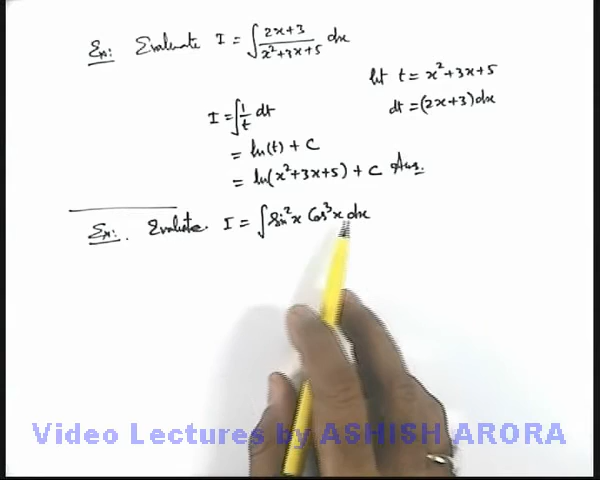 Ex: Evaluate I = ∫ (2x+3)/(x²+3x+5) dx
let t = x²+3x+5
dt = (2x+3)dx
I = ∫ 1/t dt
= ln(t) + C
= ln(x²+3x+5) + C Ans.
Ex: Evaluate I = ∫ Sin²x Cos³x dx
Video Lectures by ASHISH ARORA